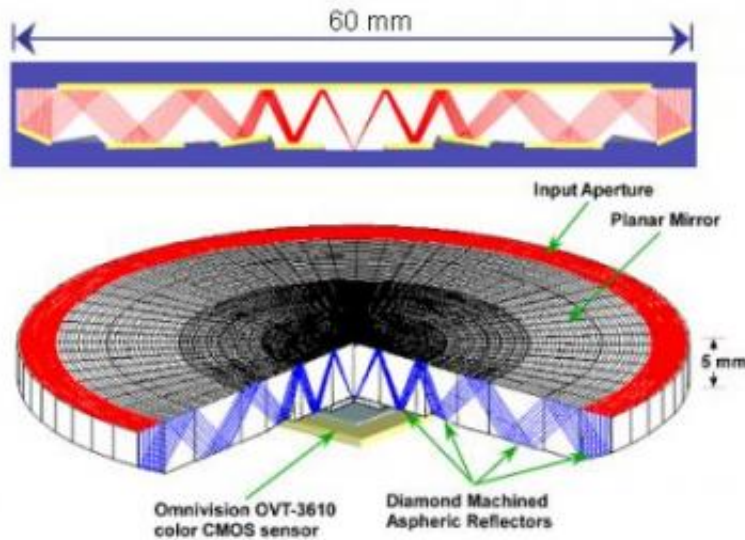 60 mm
Input Aperture
Planar Mirror
5 mm
Omnivision OVT-3610
color CMOS sensor
Diamond Machined
Aspheric Reflectors